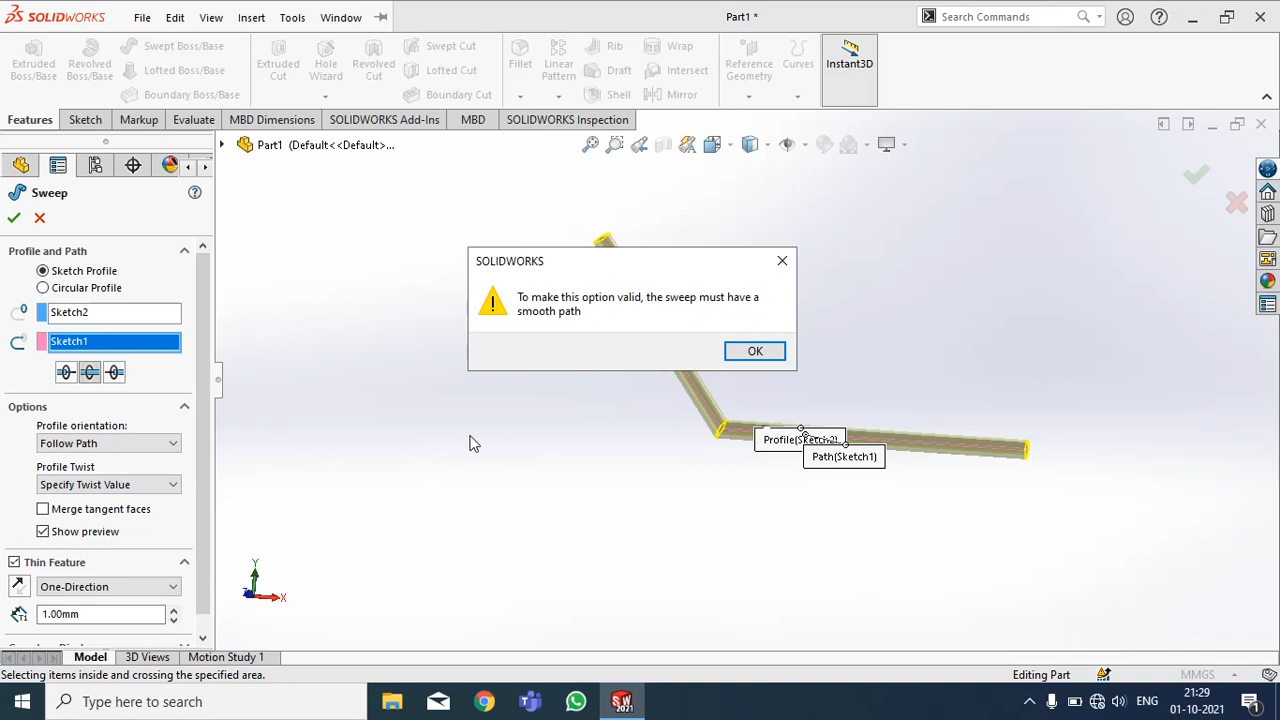 SOLIDWORKS
File Edit View Insert Tools Window
Part1 *
Search Commands
Extruded Boss/Base
Revolved Boss/Base
Swept Boss/Base
Lofted Boss/Base
Boundary Boss/Base
Extruded Cut
Hole Wizard
Revolved Cut
Swept Cut
Lofted Cut
Boundary Cut
Fillet
Linear Pattern
Rib
Draft
Shell
Wrap
Intersect
Mirror
Reference Geometry
Curves
Instant3D
Features Sketch Markup Evaluate MBD Dimensions SOLIDWORKS Add-Ins MBD SOLIDWORKS Inspection
Part1 (Default<<Default>...
Sweep
Profile and Path
Sketch Profile
Circular Profile
Sketch2
Sketch1
Options
Profile orientation:
Follow Path
Profile Twist
Specify Twist Value
Merge tangent faces
Show preview
Thin Feature
One-Direction
T1
1.00mm
SOLIDWORKS
To make this option valid, the sweep must have a
smooth path
OK
Profile(Sketch2)
Path(Sketch1)
Y
X
Z
Model 3D Views Motion Study 1
Selecting items inside and crossing the specified area.
Editing Part
MMGS
Type here to search
SW
2021
ENG
21:29
01-10-2021
1